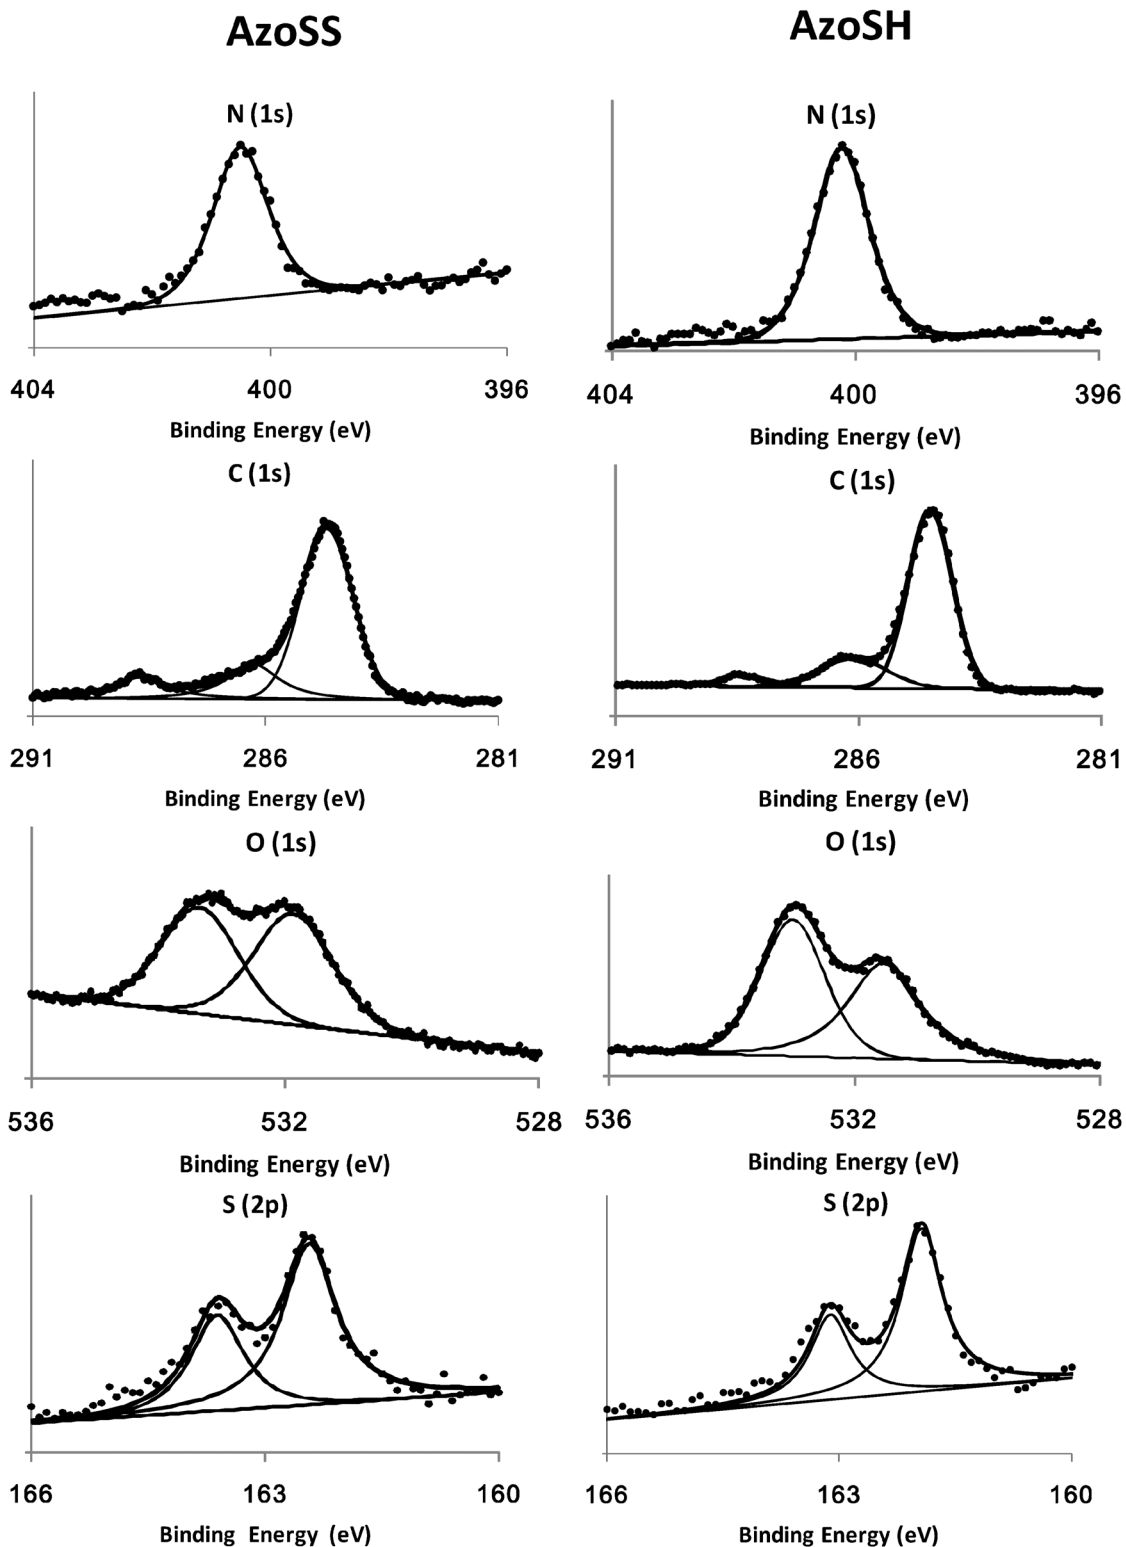 AzoSS
AzoSH
N (1s)
N (1s)
404 400 396
404 400 396
Binding Energy (eV)
Binding Energy (eV)
C (1s)
C (1s)
291 286 281
291 286 281
Binding Energy (eV)
Binding Energy (eV)
O (1s)
O (1s)
536 532 528
536 532 528
Binding Energy (eV)
Binding Energy (eV)
S (2p)
S (2p)
166 163 160
166 163 160
Binding Energy (eV)
Binding Energy (eV)